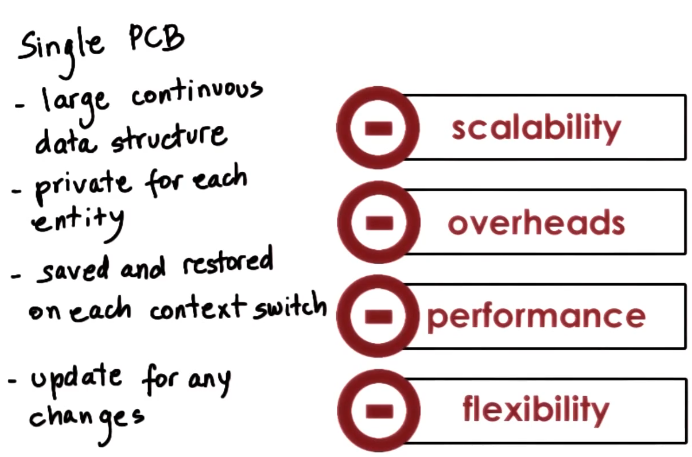 Single PCB
- large continuous
data structure
- private for each
entity
- saved and restored
on each context switch
- update for any
changes
scalability
overheads
performance
flexibility